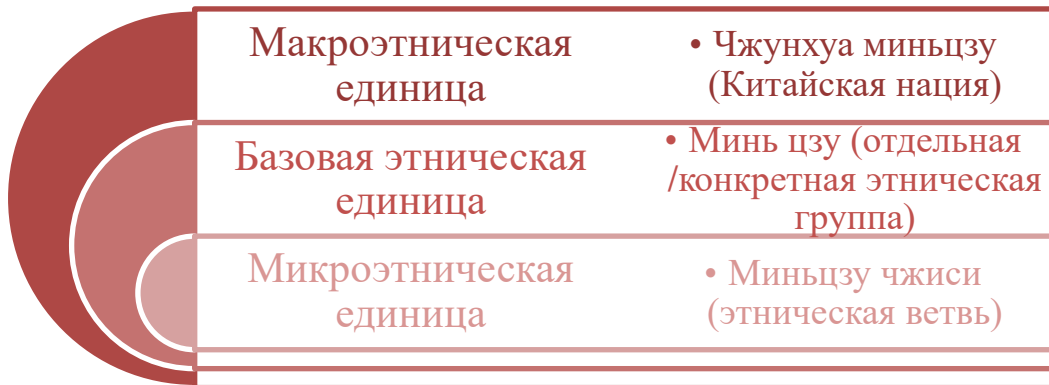 Макроэтническая
единица
• Чжунхуа миньцзу
(Китайская нация)
Базовая этническая
единица
• Минь цзу (отдельная
/конкретная этническая
группа)
Микроэтническая
единица
• Миньцзу чжиси
(этническая ветвь)